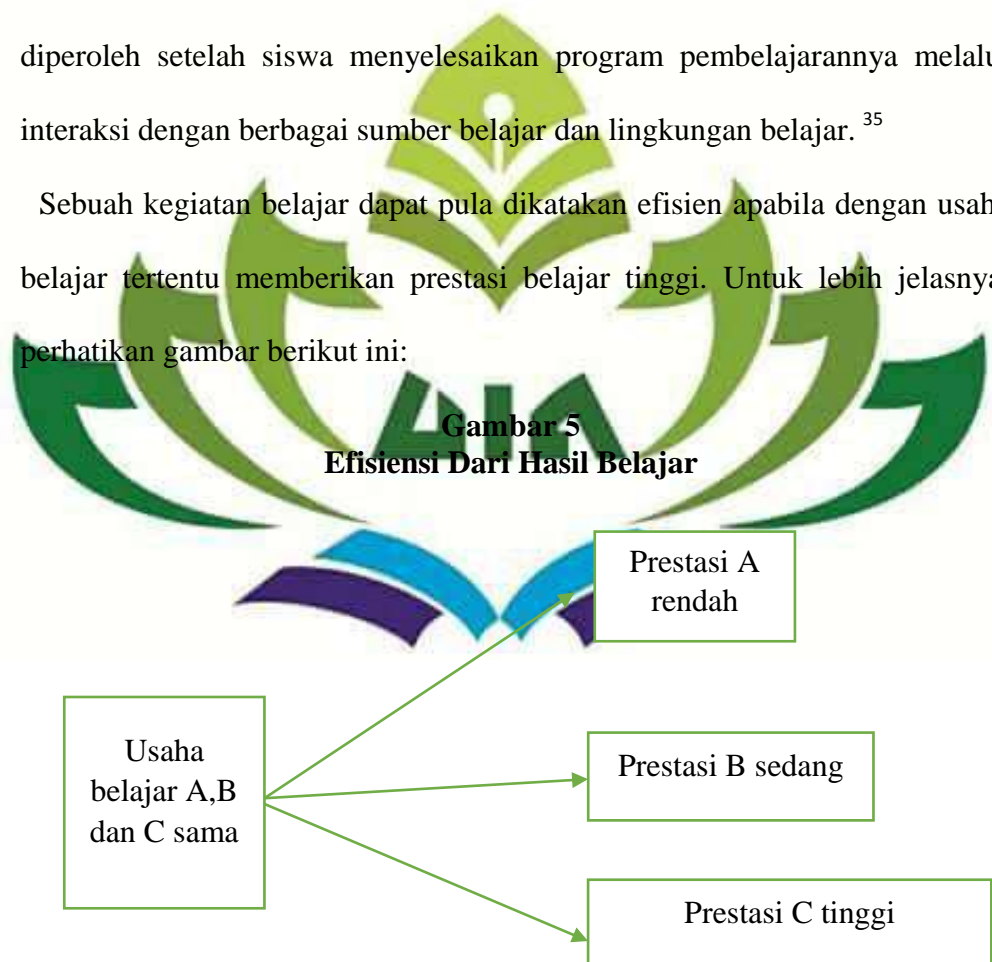 diperoleh setelah siswa menyelesaikan program pembelajarannya melalu
interaksi dengan berbagai sumber belajar dan lingkungan belajar. 35
Sebuah kegiatan belajar dapat pula dikatakan efisien apabila dengan usah
belajar tertentu memberikan prestasi belajar tinggi. Untuk lebih jelasnya
perhatikan gambar berikut ini:
UIN
Gambar 5
Efisiensi Dari Hasil Belajar
Prestasi A
rendah
Usaha
belajar A,B
dan C sama
Prestasi B sedang
Prestasi C tinggi